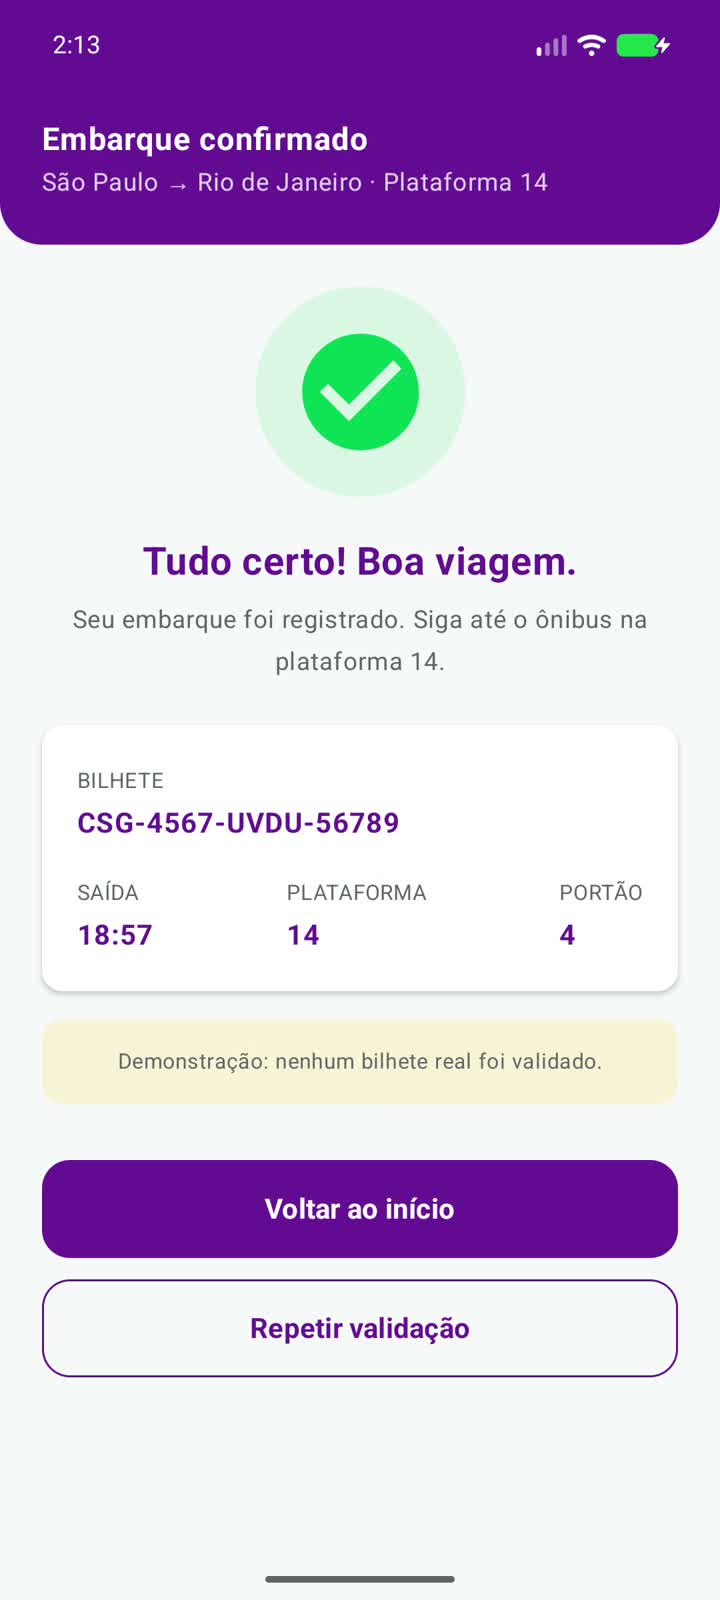 2:13
Embarque confirmado
São Paulo → Rio de Janeiro · Plataforma 14
Tudo certo! Boa viagem.
Seu embarque foi registrado. Siga até o ônibus na
plataforma 14.
BILHETE
CSG-4567-UVDU-56789
SAÍDA PLATAFORMA PORTÃO
18:57 14 4
Demonstração: nenhum bilhete real foi validado.
Voltar ao início
Repetir validação